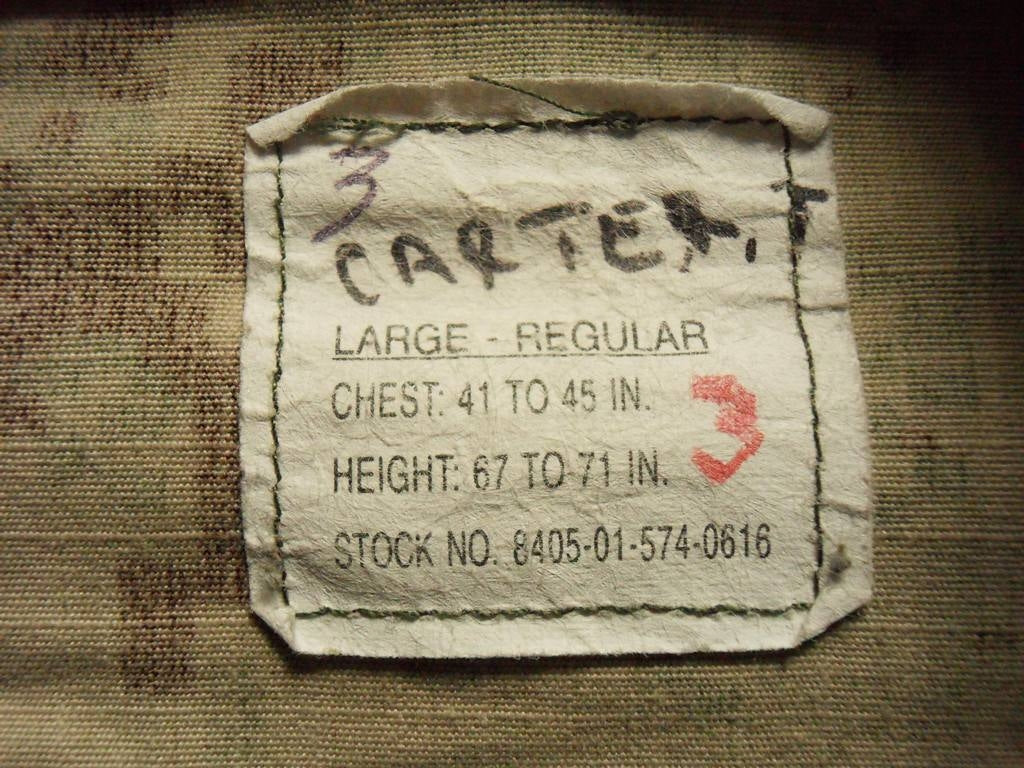 3
CARTER, T
LARGE - REGULAR
CHEST: 41 TO 45 IN.
3
HEIGHT: 67 TO 71 IN.
STOCK NO. 8405-01-574-0616